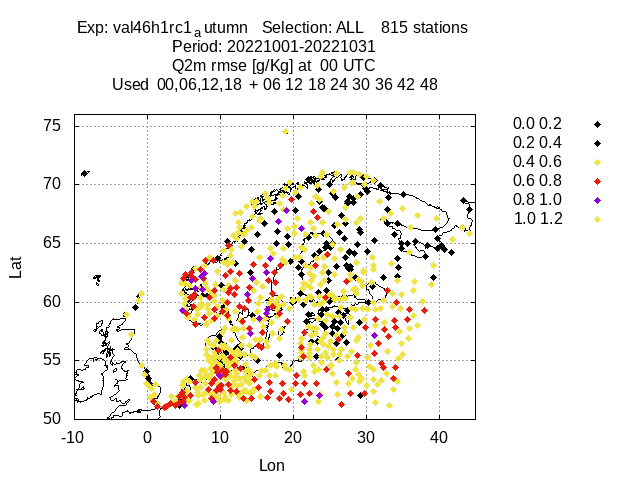 Exp: val46h1rc1autumn Selection: ALL 815 stations
Period: 20221001-20221031
Q2m rmse [g/Kg] at 00 UTC
Used 00,06,12,18 + 06 12 18 24 30 36 42 48
75
70
65
60
55
50
-10 0 10 20 30 40
Lat
Lon
0.0 0.2
0.2 0.4
0.4 0.6
0.6 0.8
0.8 1.0
1.0 1.2